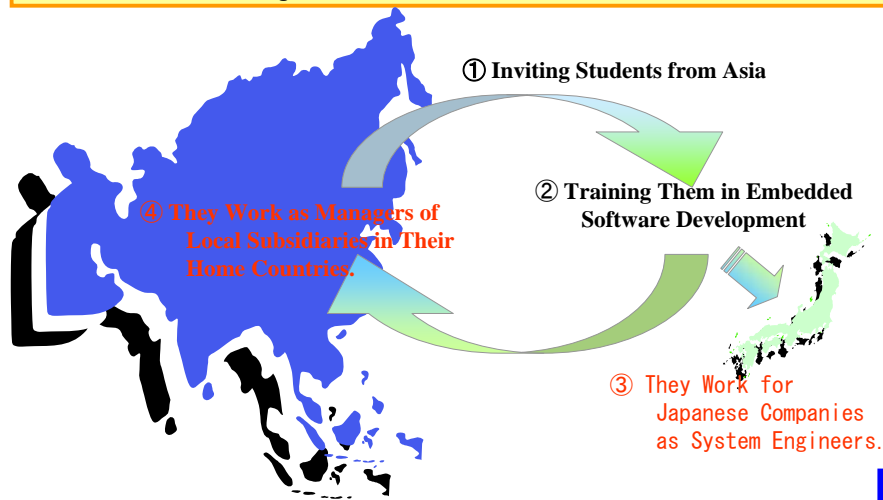 ① Inviting Students from Asia
② Training Them in Embedded
Software Development
③ They Work for
Japanese Companies
as System Engineers.
④ They Work as Managers of
Local Subsidiaries in Their
Home Countries.